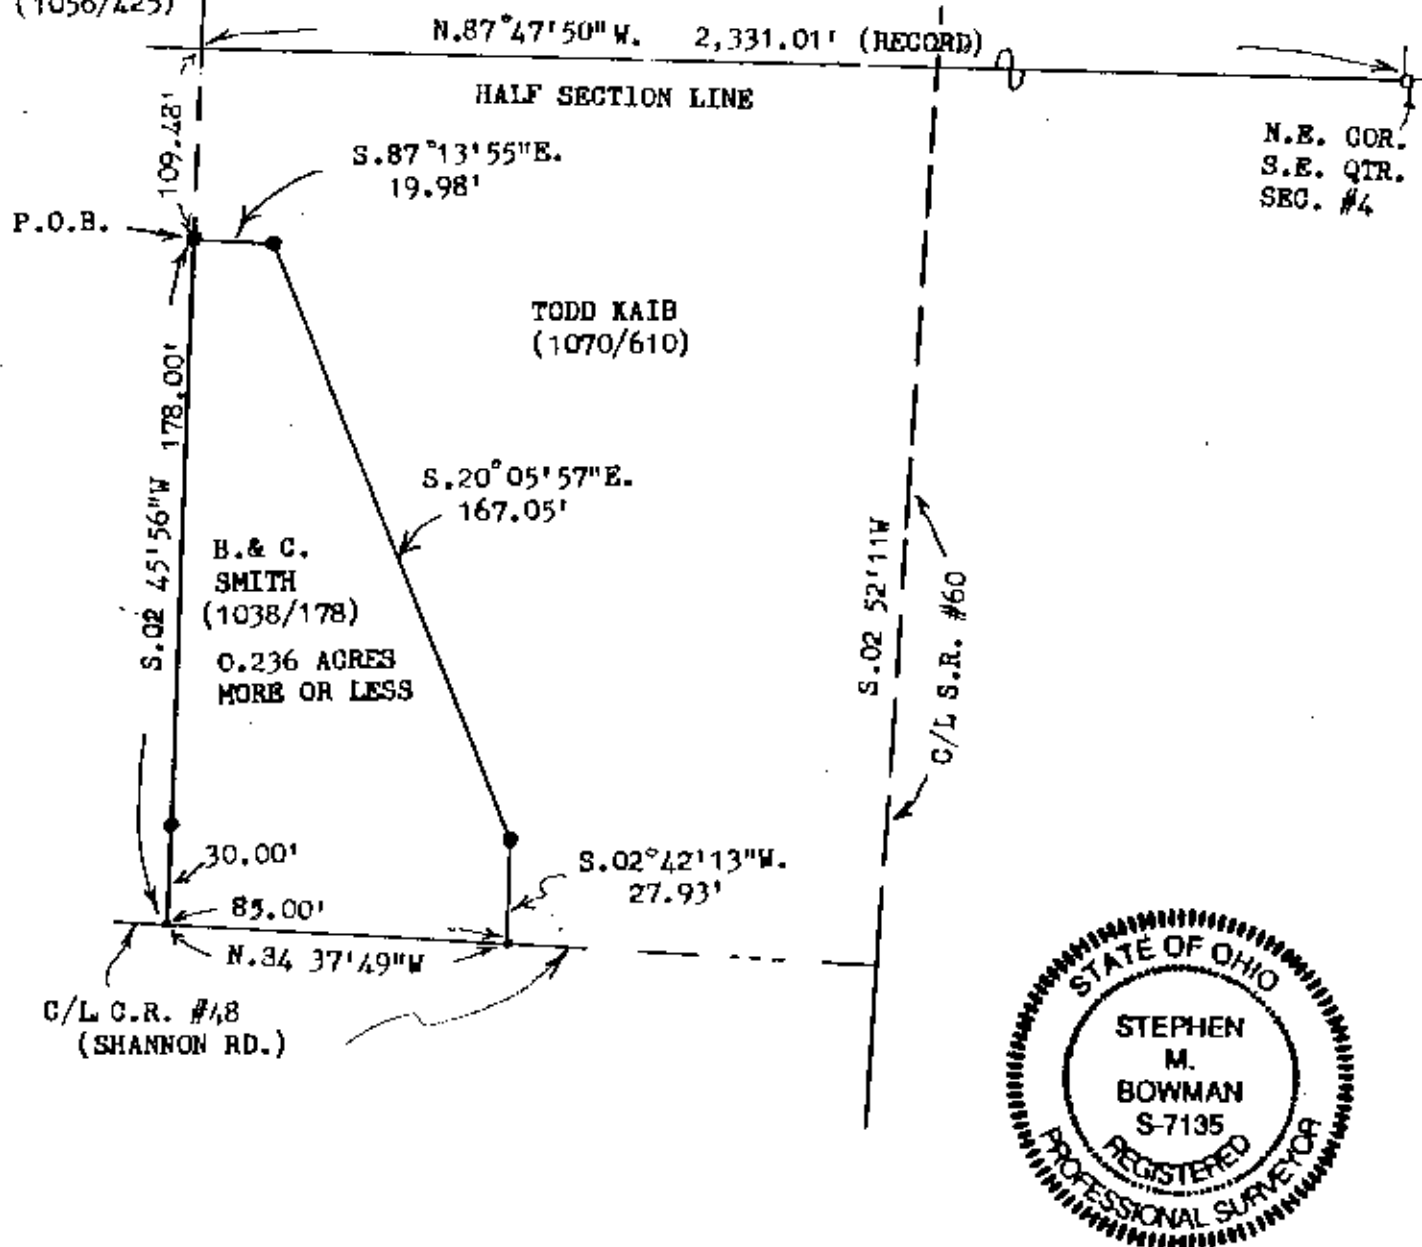 (1056/425)
N.87°47'50"W. 2,331.01' (RECORD)
HALF SECTION LINE
109.48'
S.87°13'55"E.
19.98'
N.E. COR.
S.E. QTR.
SEC. #4
P.O.B.
TODD KAIB
(1070/610)
S.02 45'56"W 178.00'
S.20°05'57"E.
167.05'
B.& C.
SMITH
(1038/178)
0.236 ACRES
MORE OR LESS
S.02 52'11W
C/L S.R. #60
30.00'
85.00'
S.02°42'13"W.
27.93'
N.84 37'49"W
C/L C.R. #48
(SHANNON RD.)
STATE OF OHIO
STEPHEN
M.
BOWMAN
S-7135
REGISTERED
PROFESSIONAL SURVEYOR